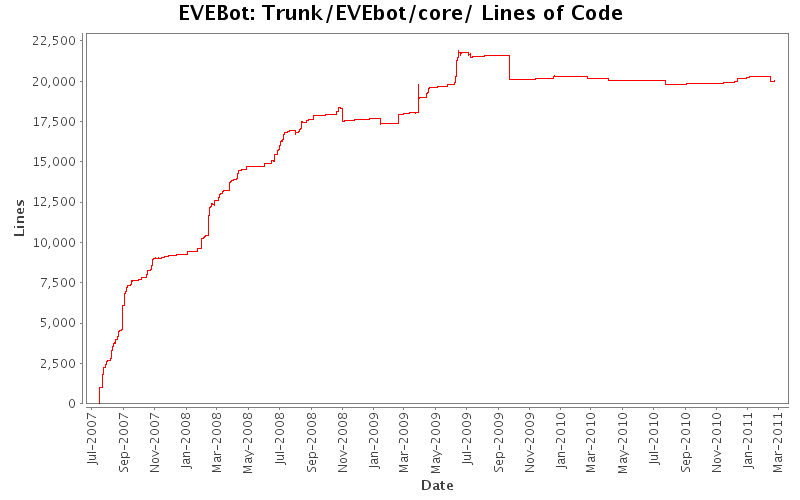 EVEBot: Trunk/EVEbot/core/ Lines of Code
22,500
20,000
17,500
15,000
12,500
10,000
7,500
5,000
2,500
0
Lines
Jul-2007
Sep-2007
Nov-2007
Jan-2008
Mar-2008
May-2008
Jul-2008
Sep-2008
Nov-2008
Jan-2009
Mar-2009
May-2009
Jul-2009
Sep-2009
Nov-2009
Jan-2010
Mar-2010
May-2010
Jul-2010
Sep-2010
Nov-2010
Jan-2011
Mar-2011
Date